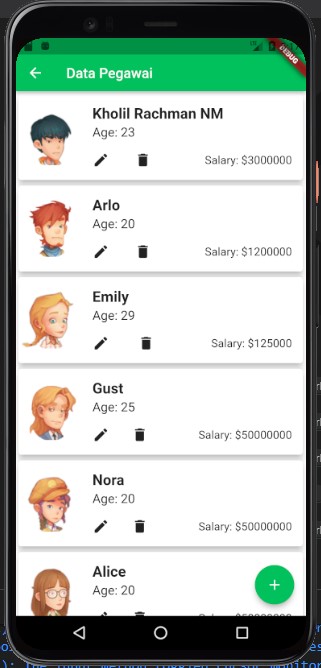 DEBUG
Data Pegawai
Kholil Rachman NM
Age: 23
Salary: $3000000
Arlo
Age: 20
Salary: $1200000
Emily
Age: 29
Salary: $125000
Gust
Age: 25
Salary: $50000000
Nora
Age: 20
Salary: $50000000
Alice
Age: 20